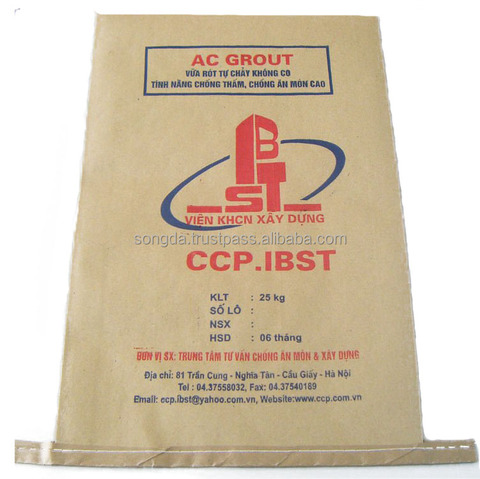 AC GROUT
VỮA RÓT TỰ CHẢY KHÔNG CO
TÍNH NĂNG CHỐNG THẤM, CHỐNG ĂN MÒN CAO
IBST
VIỆN KHCN XÂY DỰNG
songda.trustpass.alibaba.com
CCP.IBST
KLT : 25 kg
SỐ LÔ :
NSX :
HSD : 06 tháng
ĐƠN VỊ SX: TRUNG TÂM TƯ VẤN CHỐNG ĂN MÒN & XÂY DỰNG
Địa chỉ: 81 Trần Cung - Nghĩa Tân - Cầu Giấy - Hà Nội
Tel : 04.37558032, Fax: 04.37540189
Email: ccp.ibst@yahoo.com.vn, Website:www.ccp.com.vn